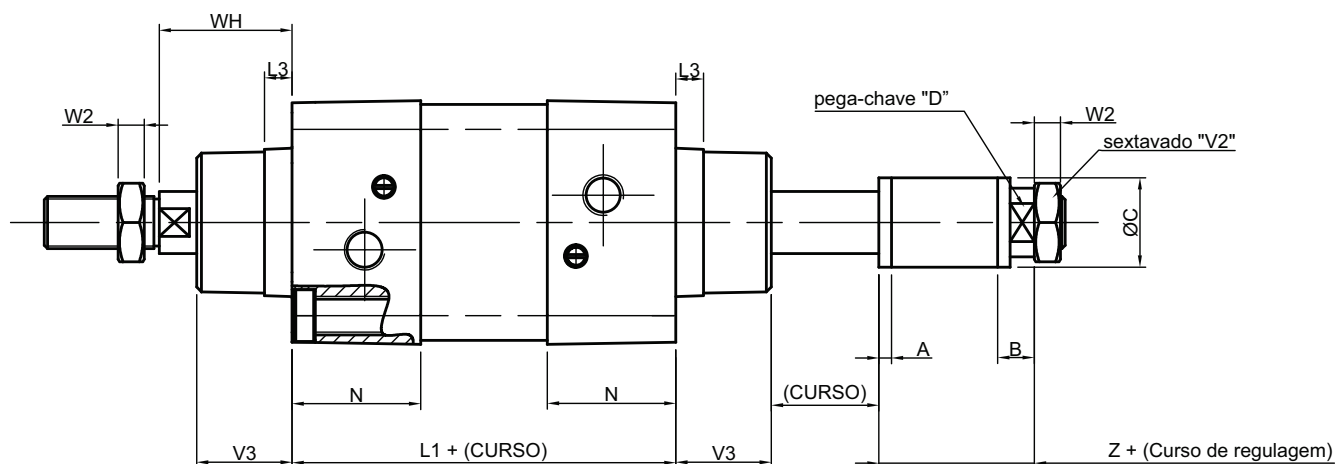 WH
L3
L3
pega-chave "D”
W2
W2
sextavado "V2"
ØC
A
B
N
N
(CURSO)
V3
L1 + (CURSO)
V3
Z + (Curso de regulagem)